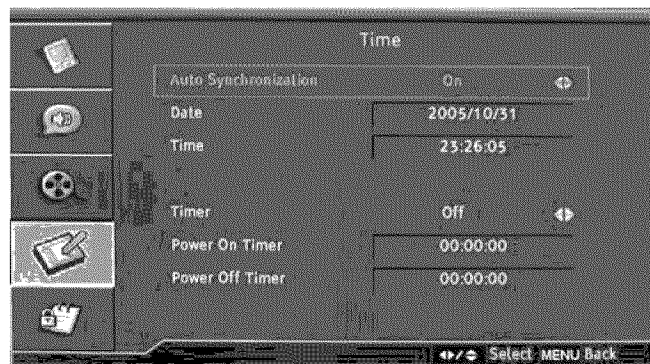 Time
Auto Synchronization On
Date 2005/10/31
Time 23:26:05
Timer Off
Power On Timer 00:00:00
Power Off Timer 00:00:00
Select MENU Back